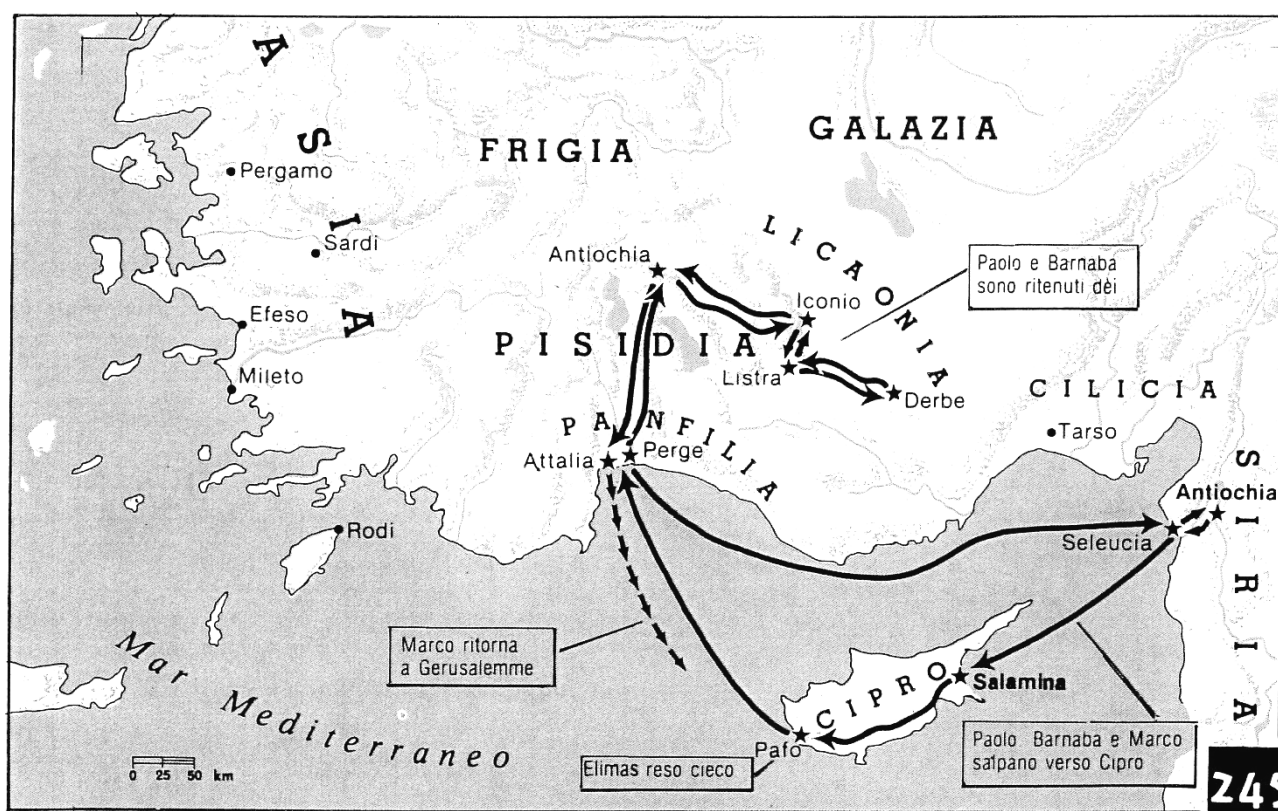 ASIA
FRIGIA
GALAZIA
Pergamo
Sardi
LICAONIA
Antiochia
Paolo e Barnaba
sono ritenuti dèi
Iconio
Efeso
PISIDIA
Listra
Mileto
Derbe
CILICIA
PANFILIA
Tarso
Attalia
Perge
SIRIA
Antiochia
Rodi
Seleucia
Marco ritorna
a Gerusalemme
Mar Mediterraneo
CIPRO
Salamina
Pafo
Paolo Barnaba e Marco
salpano verso Cipro
Elimas reso cieco
0 25 50 km